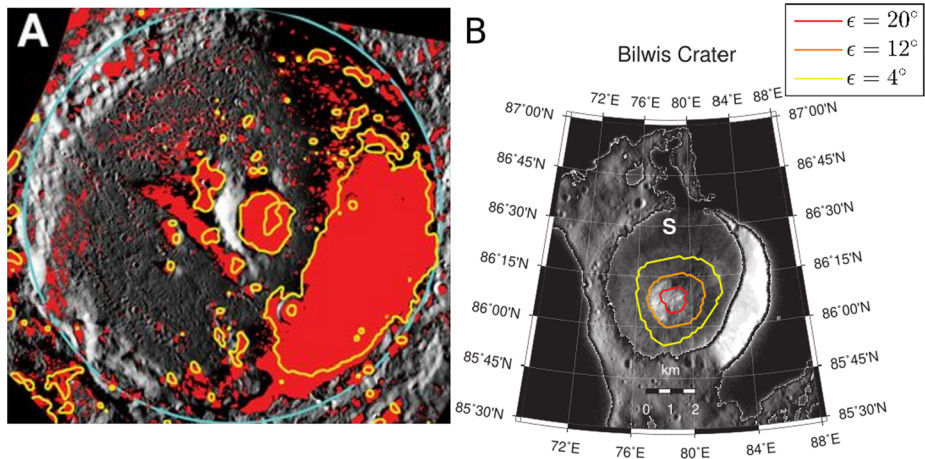 A
B
ϵ = 20°
ϵ = 12°
ϵ = 4°
Bilwis Crater
72˚E 76˚E 80˚E 84˚E 88˚E
87˚00'N 87˚00'N
86˚45'N 86˚45'N
86˚30'N 86˚30'N
S
86˚15'N 86˚15'N
86˚00'N 86˚00'N
85˚45'N 85˚45'N
km
0 1 2
85˚30'N 85˚30'N
72˚E 76˚E 80˚E 84˚E 88˚E